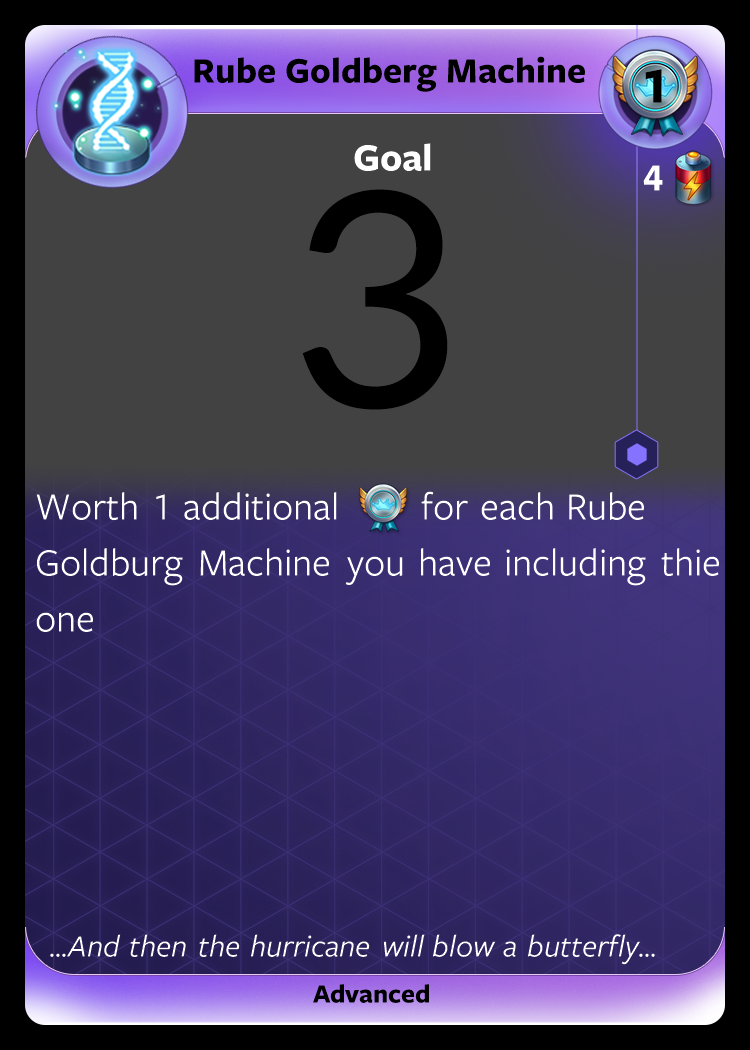 Rube Goldberg Machine
1
Goal
4
3
Worth 1 additional for each Rube
Goldburg Machine you have including thie
one
...And then the hurricane will blow a butterfly...
Advanced